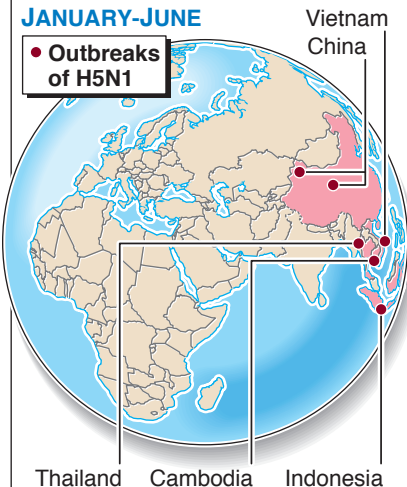 JANUARY-JUNE
Outbreaks
of H5N1
Vietnam
China
Thailand
Cambodia
Indonesia